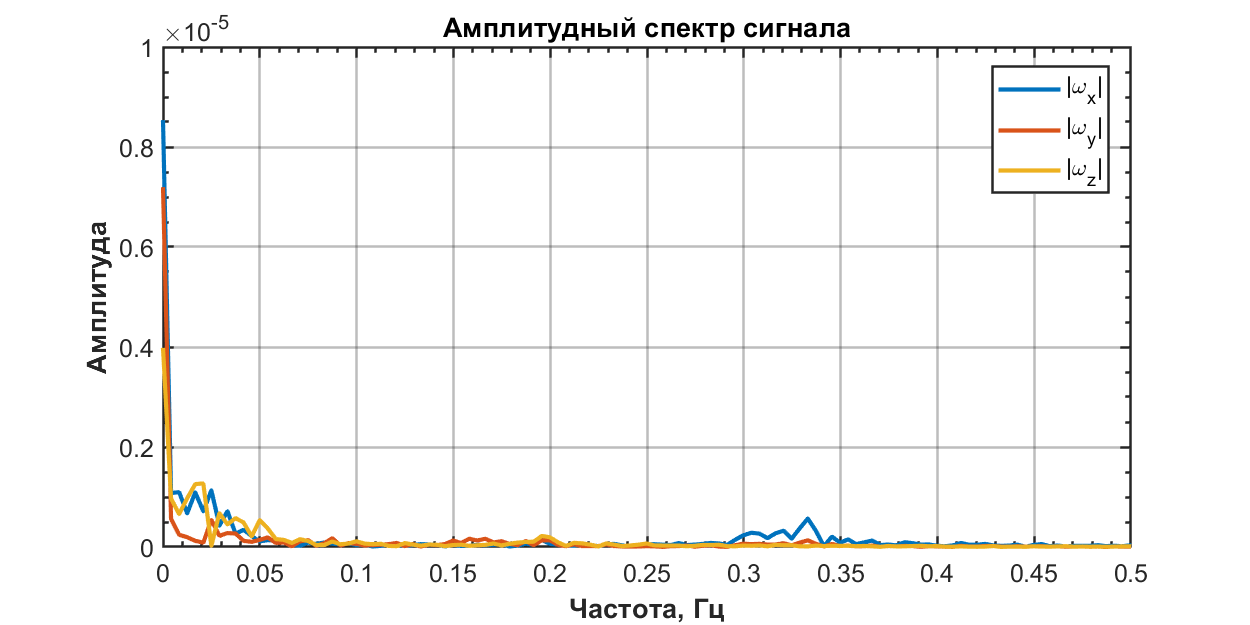 Амплитудный спектр сигнала
×10-5
1
0.8
0.6
0.4
0.2
0
Амплитуда
0 0.05 0.1 0.15 0.2 0.25 0.3 0.35 0.4 0.45 0.5
Частота, Гц
|ωx|
|ωy|
|ωz|